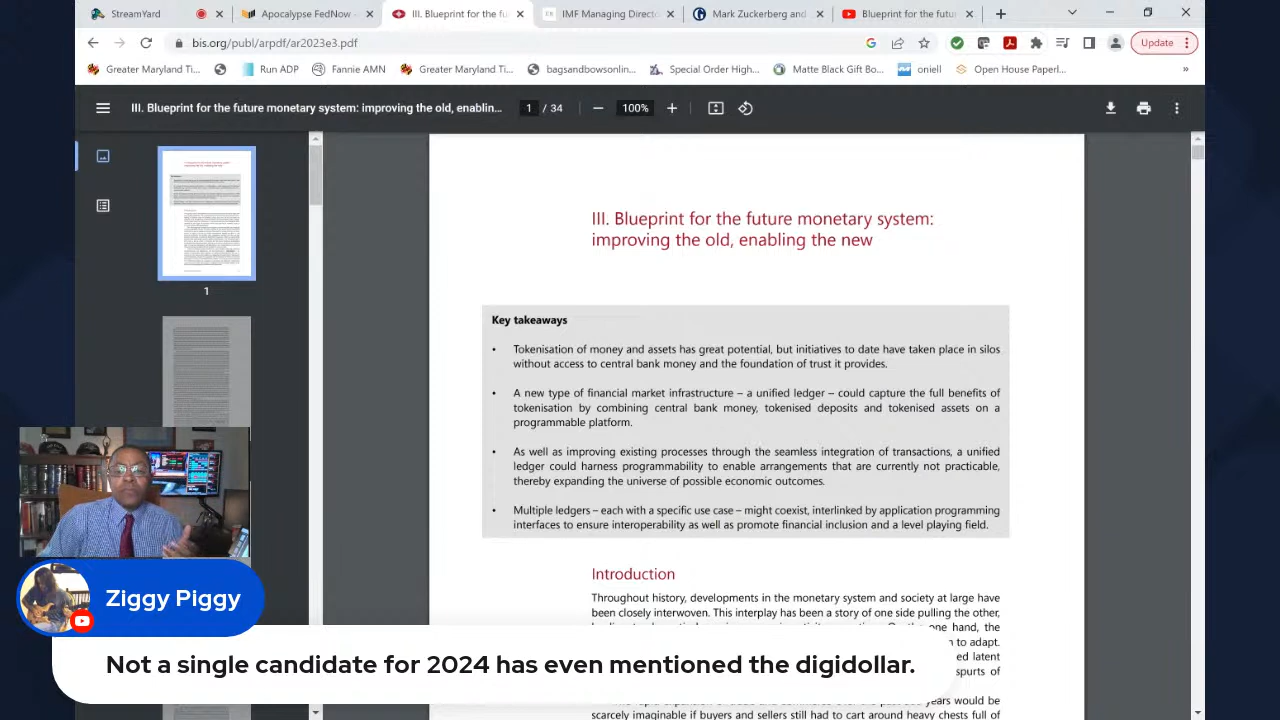 StreamYard
Apocalypse FedNow -
III. Blueprint for the fu
IMF Managing Direct
Mark Zuckerberg and
Blueprint for the future
bis.org/publ/arpdf/ar2023e3.pdf
Update
Greater Maryland Ti...
Run ADP
Fannie AMN
Greater Maryland Ti...
bagsandbowsonlin...
Special Order High...
Matte Black Gift Bo...
oniell
Open House Paperl...
»
III. Blueprint for the future monetary system: improving the old, enablin...
1 / 34
100%
1
III. Blueprint for the future monetary system:
improving the old, enabling the new
Key takeaways
• Tokenisation of money and assets has great potential, but initiatives to date have taken place in silos
without access to central bank money and the foundation of trust it provides.
• A new type of financial market infrastructure – a unified ledger – could capture the full benefits of
tokenisation by combining central bank money, tokenised deposits and tokenised assets on a
programmable platform.
• As well as improving existing processes through the seamless integration of transactions, a unified
ledger could harness programmability to enable arrangements that are currently not practicable,
thereby expanding the universe of possible economic outcomes.
• Multiple ledgers – each with a specific use case – might coexist, interlinked by application programming
interfaces to ensure interoperability as well as promote financial inclusion and a level playing field.
Introduction
Throughout history, developments in the monetary system and society at large have
been closely interwoven. This interplay has been a story of one side pulling the other,
one hand, the
to adapt.
ed latent
spurts of
years would be
scarcely imaginable if buyers and sellers still had to cart around heavy chests full of
Ziggy Piggy
Not a single candidate for 2024 has even mentioned the digidollar.